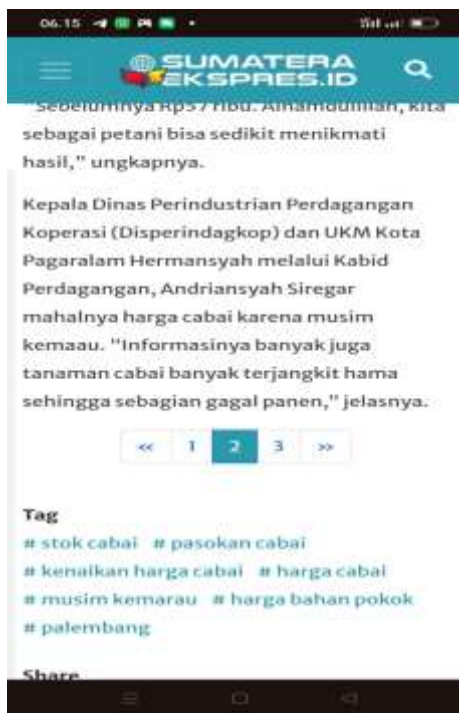 06.15
SUMATERA
EKSPRES.ID
"Sebelumnya Rp57 ribu. Alhamdulillah, kita
sebagai petani bisa sedikit menikmati
hasil," ungkapnya.
Kepala Dinas Perindustrian Perdagangan
Koperasi (Disperindagkop) dan UKM Kota
Pagaralam Hermansyah melalui Kabid
Perdagangan, Andriansyah Siregar
mahalnya harga cabai karena musim
kemaau. "Informasinya banyak juga
tanaman cabai banyak terjangkit hama
sehingga sebagian gagal panen," jelasnya.
<< 1 2 3 >>
Tag
# stok cabai # pasokan cabai
# kenaikan harga cabai # harga cabai
# musim kemarau # harga bahan pokok
# palembang
Share